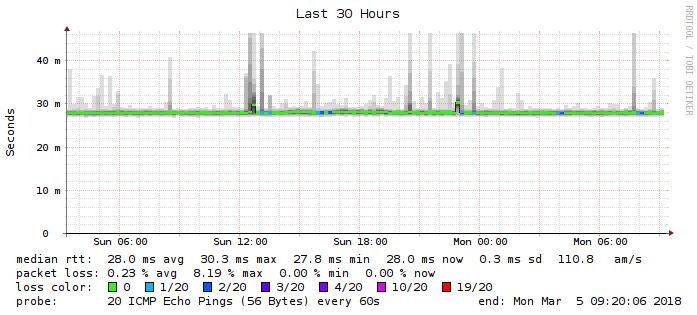 Last 30 Hours
RRDTOOL / TOBI OETIKER
Seconds
40 m
30 m
20 m
10 m
0
Sun 06:00 Sun 12:00 Sun 18:00 Mon 00:00 Mon 06:00
median rtt: 28.0 ms avg 30.3 ms max 27.8 ms min 28.0 ms now 0.3 ms sd 110.8 am/s
packet loss: 0.23 % avg 8.19 % max 0.00 % min 0.00 % now
loss color: 0 1/20 2/20 3/20 4/20 10/20 19/20
probe: 20 ICMP Echo Pings (56 Bytes) every 60s end: Mon Mar 5 09:20:06 2018